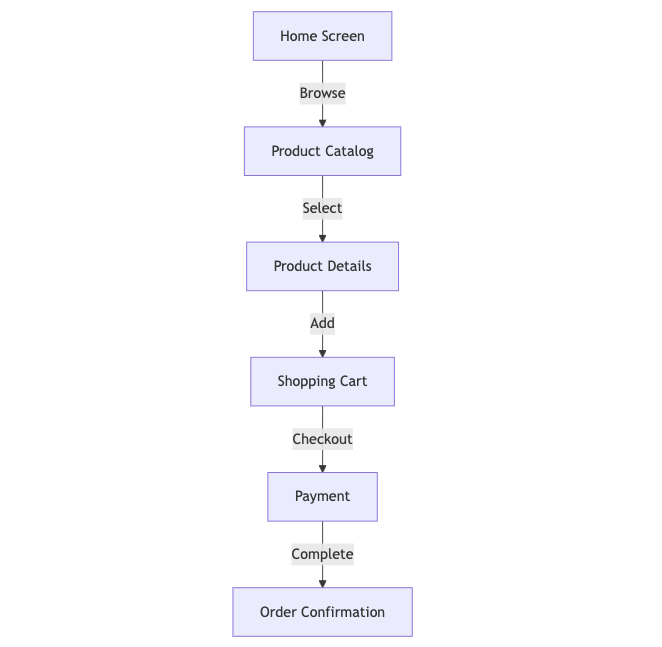 Home Screen
Browse
Product Catalog
Select
Product Details
Add
Shopping Cart
Checkout
Payment
Complete
Order Confirmation